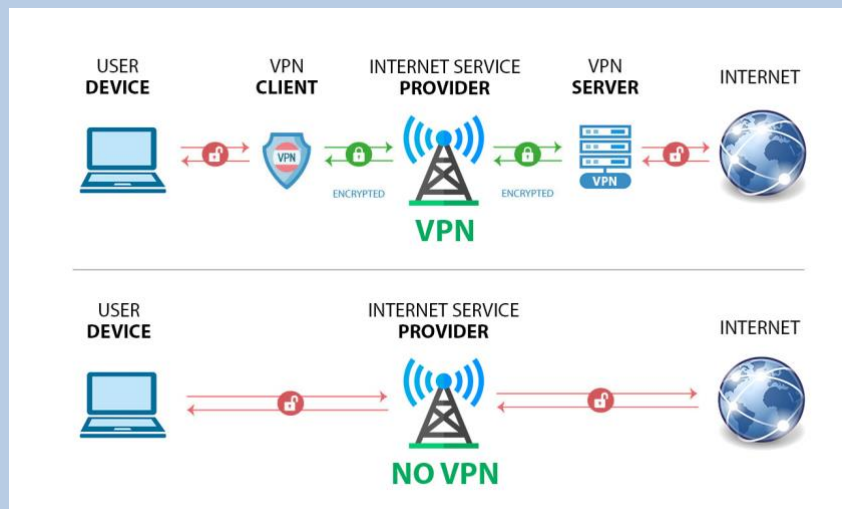 USER
DEVICE
VPN
CLIENT
INTERNET SERVICE
PROVIDER
VPN
SERVER
INTERNET
VPN
ENCRYPTED
ENCRYPTED
VPN
VPN
USER
DEVICE
INTERNET SERVICE
PROVIDER
INTERNET
NO VPN